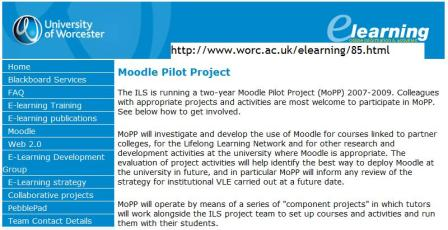 University
of Worcester
elearning
http://www.worc.ac.uk/elearning/85.html
Home
Blackboard Services
FAQ
E-learning Training
E-learning publications
Moodle
Web 2.0
E-Learning Development
Group
E-Learning strategy
Collaborative projects
PebblePad
Team Contact Details
Moodle Pilot Project
The ILS is running a two-year Moodle Pilot Project (MoPP) 2007-2009. Colleagues
with appropriate projects and activities are most welcome to participate in MoPP.
See below how to get involved.
MoPP will investigate and develop the use of Moodle for courses linked to partner
colleges, for the Lifelong Learning Network and for other research and
development activities at the university where Moodle is appropriate. The
evaluation of project activities will help identify the best way to deploy Moodle at
the university in future, and in particular MoPP will inform any review of the
strategy for institutional VLE carried out at a future date.
MoPP will operate by means of a series of "component projects" in which tutors
will work alongside the ILS project team to set up courses and activities and run
them with their students.